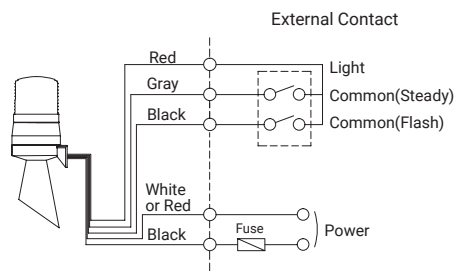 External Contact
Red
Light
Gray
Common(Steady)
Black
Common(Flash)
White
or Red
Black
Fuse
Power